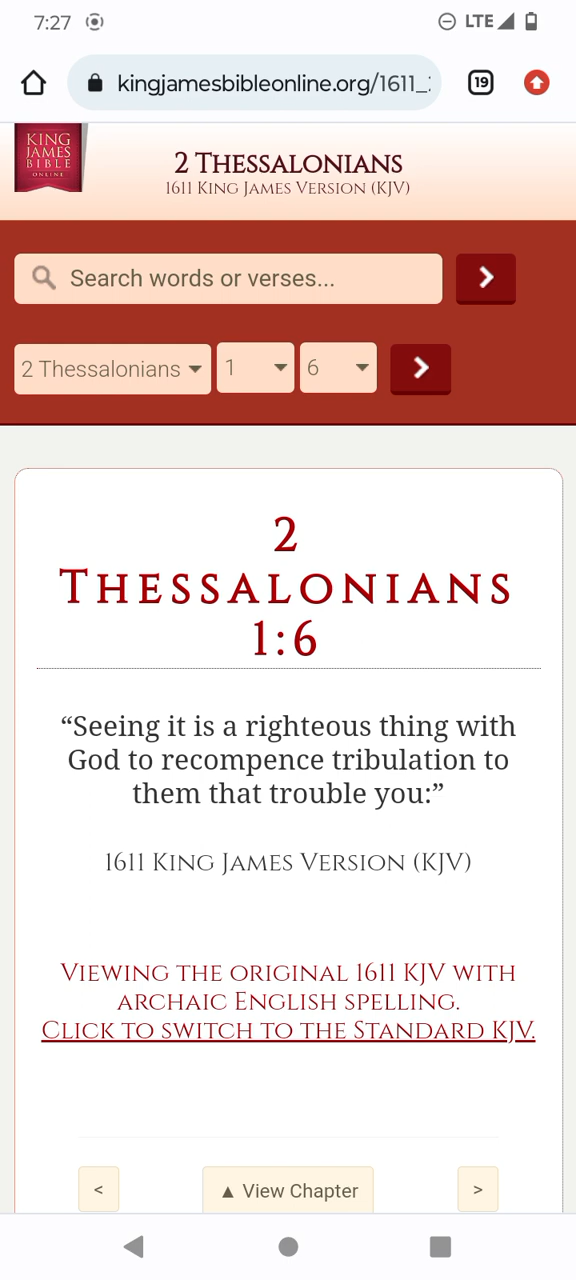 7:27 LTE
kingjamesbibleonline.org/1611_2 19
KING
JAMES
BIBLE
ONLINE
2 Thessalonians
1611 King James Version (KJV)
Search words or verses...
2 Thessalonians 1 6
2
Thessalonians
1:6
“Seeing it is a righteous thing with
God to recompence tribulation to
them that trouble you:”
1611 King James Version (KJV)
Viewing the original 1611 KJV with
archaic English spelling.
Click to switch to the Standard KJV.
< ▲ View Chapter >